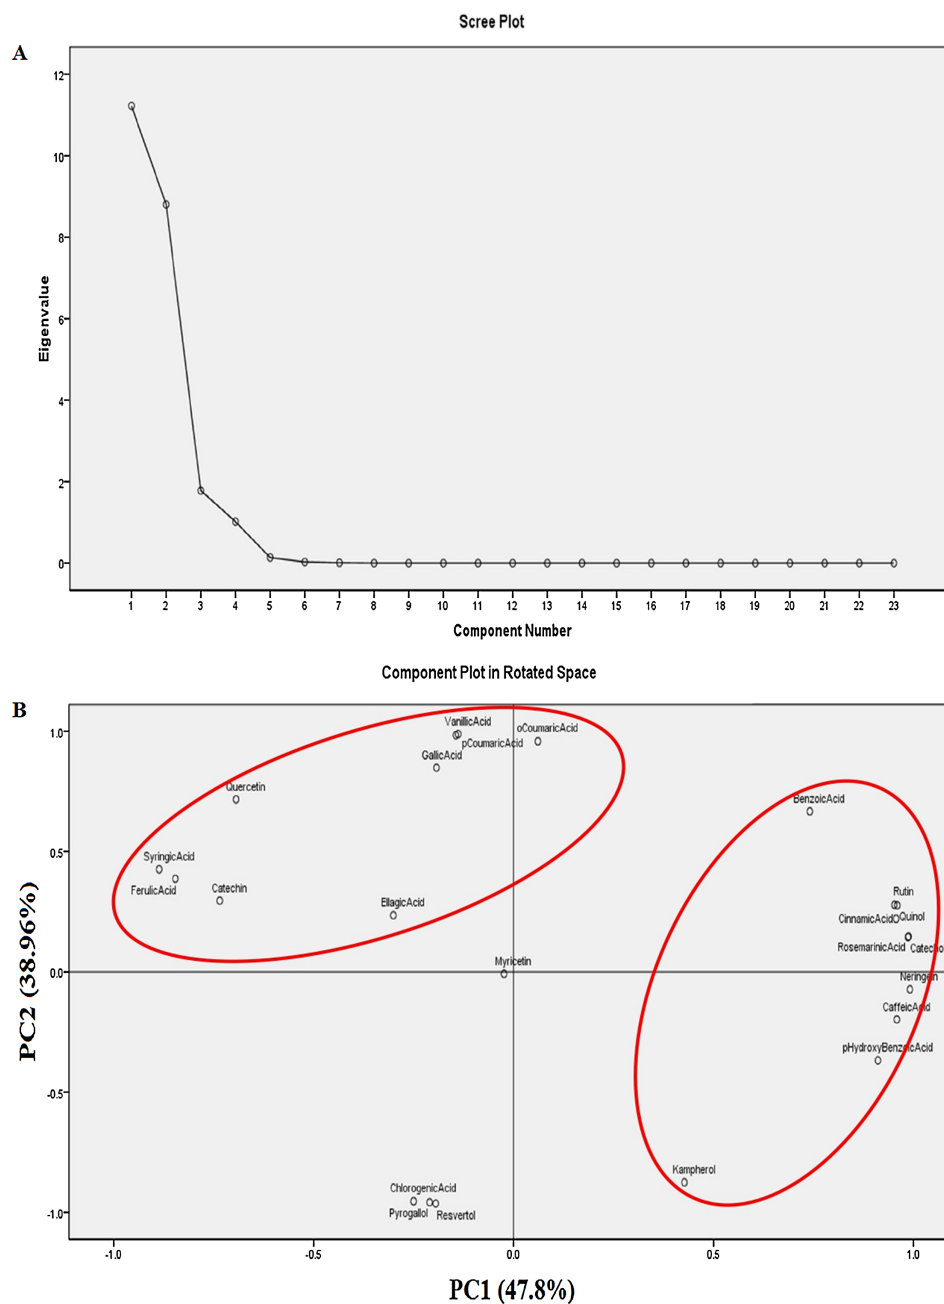 Scree Plot
A
12
10
8
6
4
2
0
Eigenvalue
1 2 3 4 5 6 7 8 9 10 11 12 13 14 15 16 17 18 19 20 21 22 23
Component Number
Component Plot in Rotated Space
B
VanillicAcid
oCoumaricAcid
pCoumaricAcid
GallicAcid
Quercetin
BenzoicAcid
SyringicAcid
FerulicAcid
Catechin
EllagicAcid
Rutin
CinnamicAcid
Quinol
RosemarinicAcid
Catecho
Myricetin
Neringein
CaffeicAcid
pHydroxyBenzoicAcid
Kampherol
ChlorogenicAcid
Pyrogallol
Resvertol
1.0
0.5
0.0
-0.5
-1.0
PC2 (38.96%)
-1.0 -0.5 0.0 0.5 1.0
PC1 (47.8%)